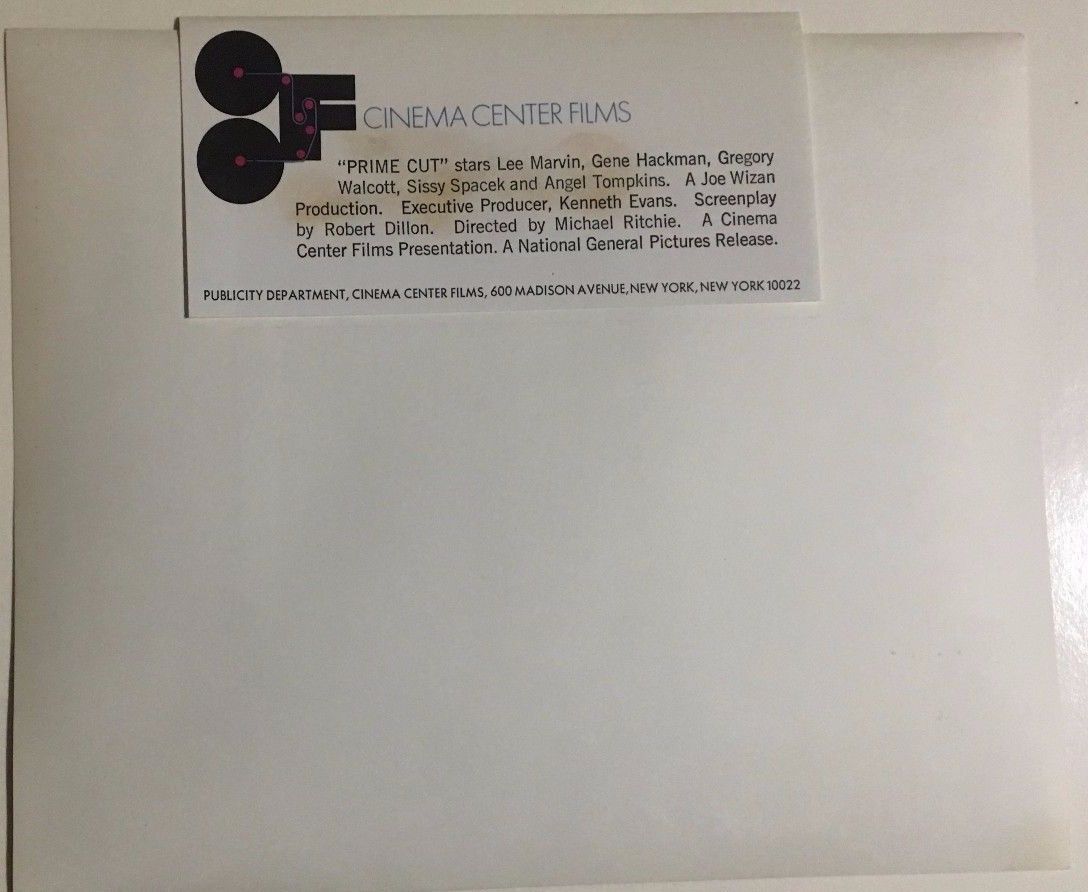 CINEMA CENTER FILMS
“PRIME CUT” stars Lee Marvin, Gene Hackman, Gregory
Walcott, Sissy Spacek and Angel Tompkins. A Joe Wizan
Production. Executive Producer, Kenneth Evans. Screenplay
by Robert Dillon. Directed by Michael Ritchie. A Cinema
Center Films Presentation. A National General Pictures Release.
PUBLICITY DEPARTMENT, CINEMA CENTER FILMS, 600 MADISON AVENUE, NEW YORK, NEW YORK 10022